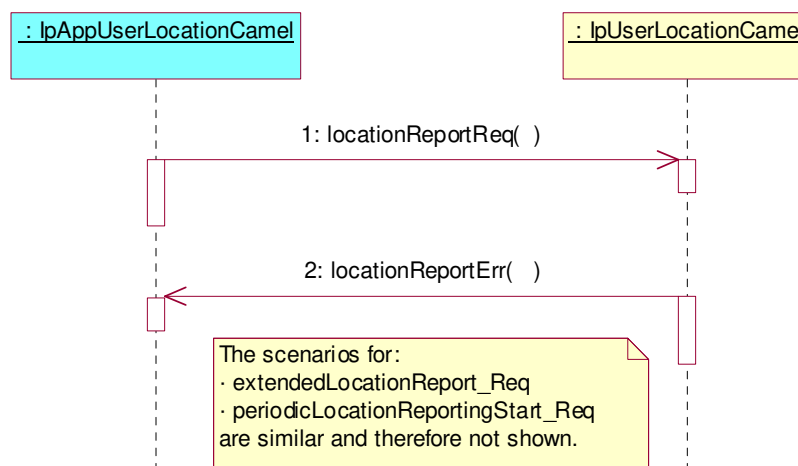 : IpAppUserLocationCamel
: IpUserLocationCame
1: locationReportReq( )
2: locationReportErr( )
The scenarios for:
· extendedLocationReport_Req
· periodicLocationReportingStart_Req
are similar and therefore not shown.